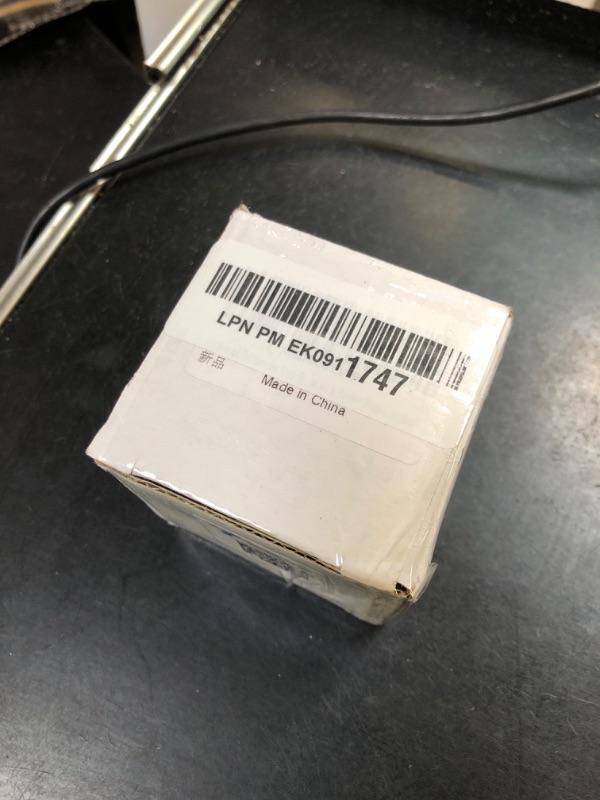 LPN PM EK0911747
新品
Made in China